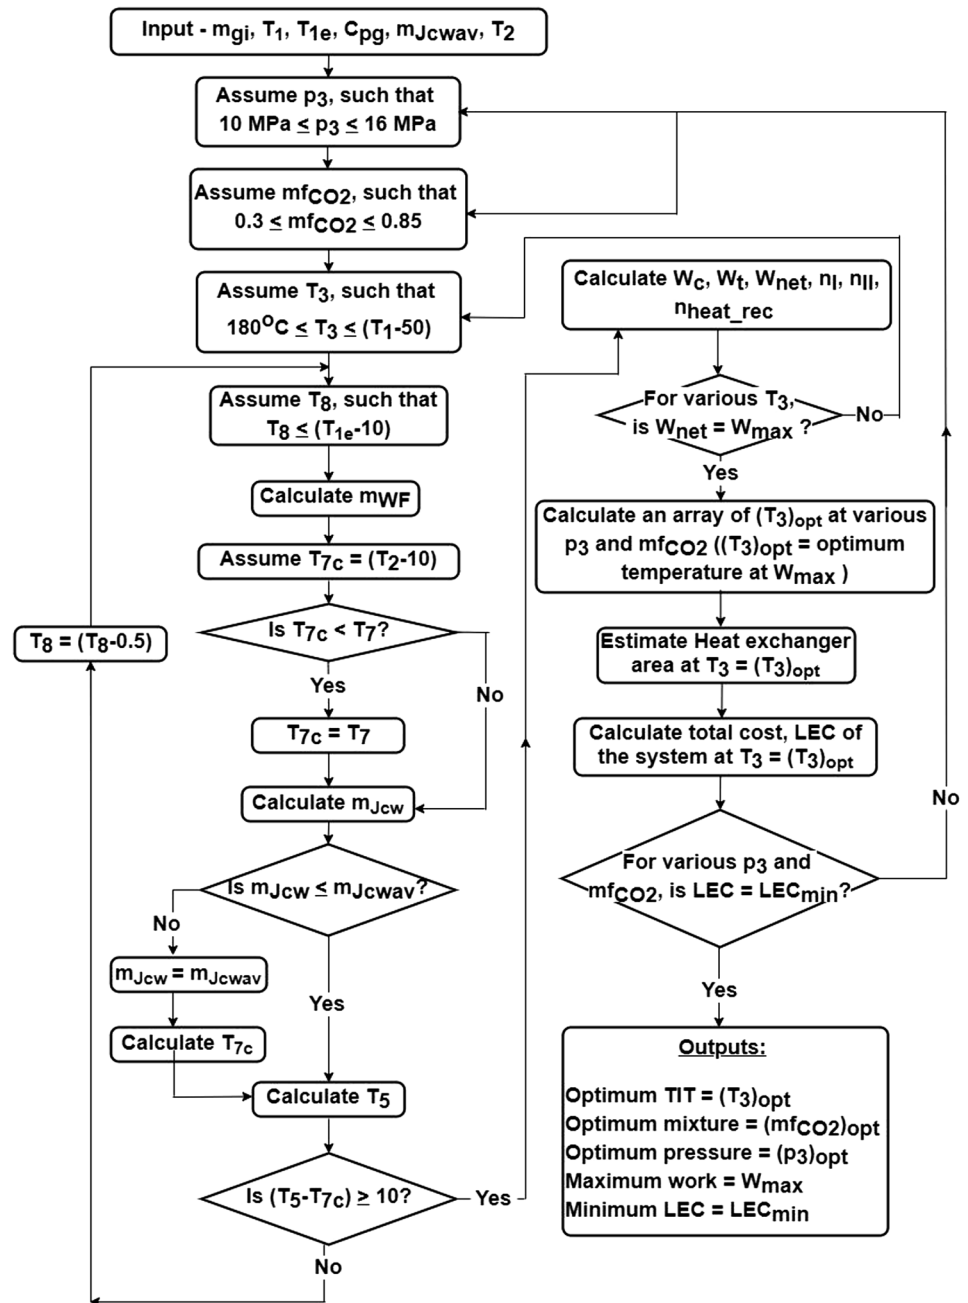 Input - mgi, T1, T1e, Cpg, mJcwav, T2
Assume p3, such that
10 MPa ≤ p3 ≤ 16 MPa
Assume mfCO2, such that
0.3 ≤ mfCO2 ≤ 0.85
Assume T3, such that
180°C ≤ T3 ≤ (T1-50)
Assume T8, such that
T8 ≤ (T1e-10)
Calculate mWF
Assume T7c = (T2-10)
Is T7c < T7?
Yes
No
T7c = T7
Calculate mJcw
Is mJcw ≤ mJcwav?
No
Yes
mJcw = mJcwav
Calculate T7c
Calculate T5
Is (T5-T7c) ≥ 10?
Yes
No
T8 = (T8-0.5)
Calculate Wc, Wt, Wnet, nI, nII,
nheat_rec
For various T3,
is Wnet = Wmax ?
No
Yes
Calculate an array of (T3)opt at various
p3 and mfCO2 ((T3)opt = optimum
temperature at Wmax )
Estimate Heat exchanger
area at T3 = (T3)opt
Calculate total cost, LEC of
the system at T3 = (T3)opt
For various p3 and
mfCO2, is LEC = LECmin?
No
Yes
Outputs:
Optimum TIT = (T3)opt
Optimum mixture = (mfCO2)opt
Optimum pressure = (p3)opt
Maximum work = Wmax
Minimum LEC = LECmin